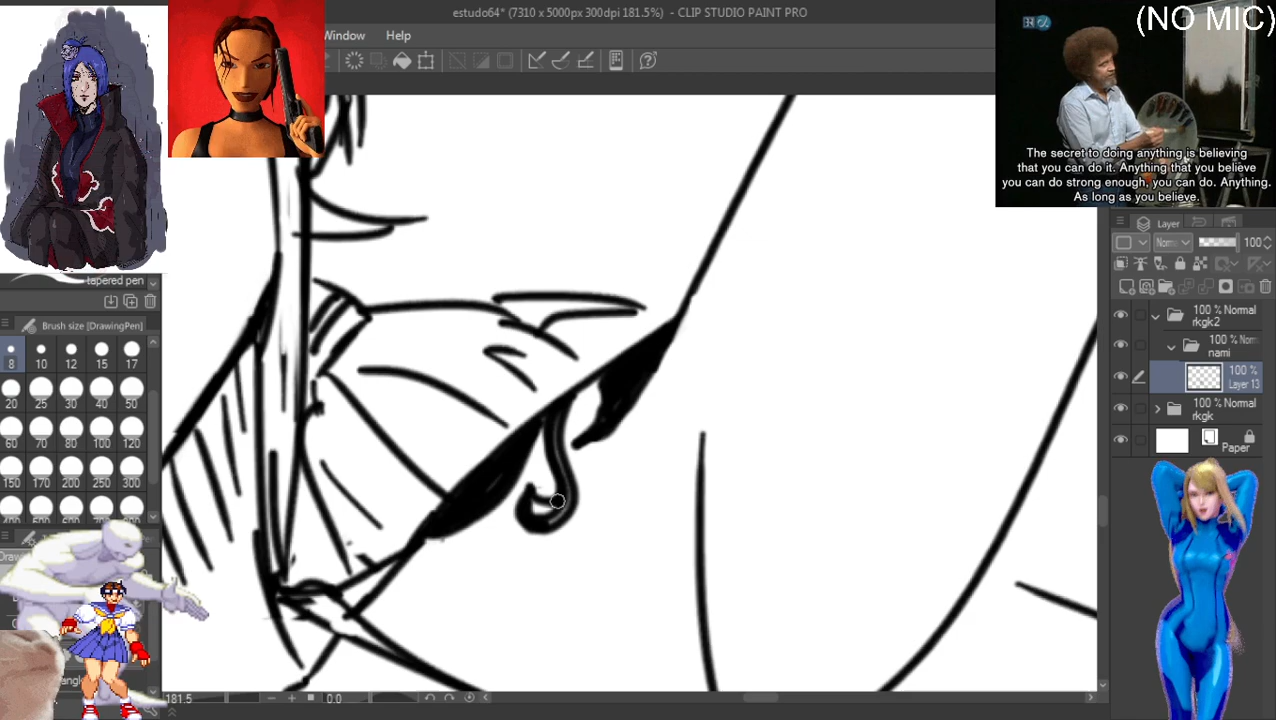 estudo64* (7310 x 5000px 300dpi 181.5%) - CLIP STUDIO PAINT PRO
(NO MIC)
Window Help
The secret to doing anything is believing
that you can do it. Anything that you believe
you can do strong enough, you can do. Anything.
As long as you believe.
Layer
100
tapered pen
Brush size [DrawingPen]
8 10 12 15 17
20 25 30 40 50
60 70 80 100 120
150 170 200 250 300
100 % Normal
rkgk2
nami
100 %
Layer 13
100 % Normal
rkgk
Paper
181.5
0.0